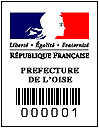 Liberté • Égalité • Fraternité
RÉPUBLIQUE FRANÇAISE
PREFECTURE
DE L'OISE
000001